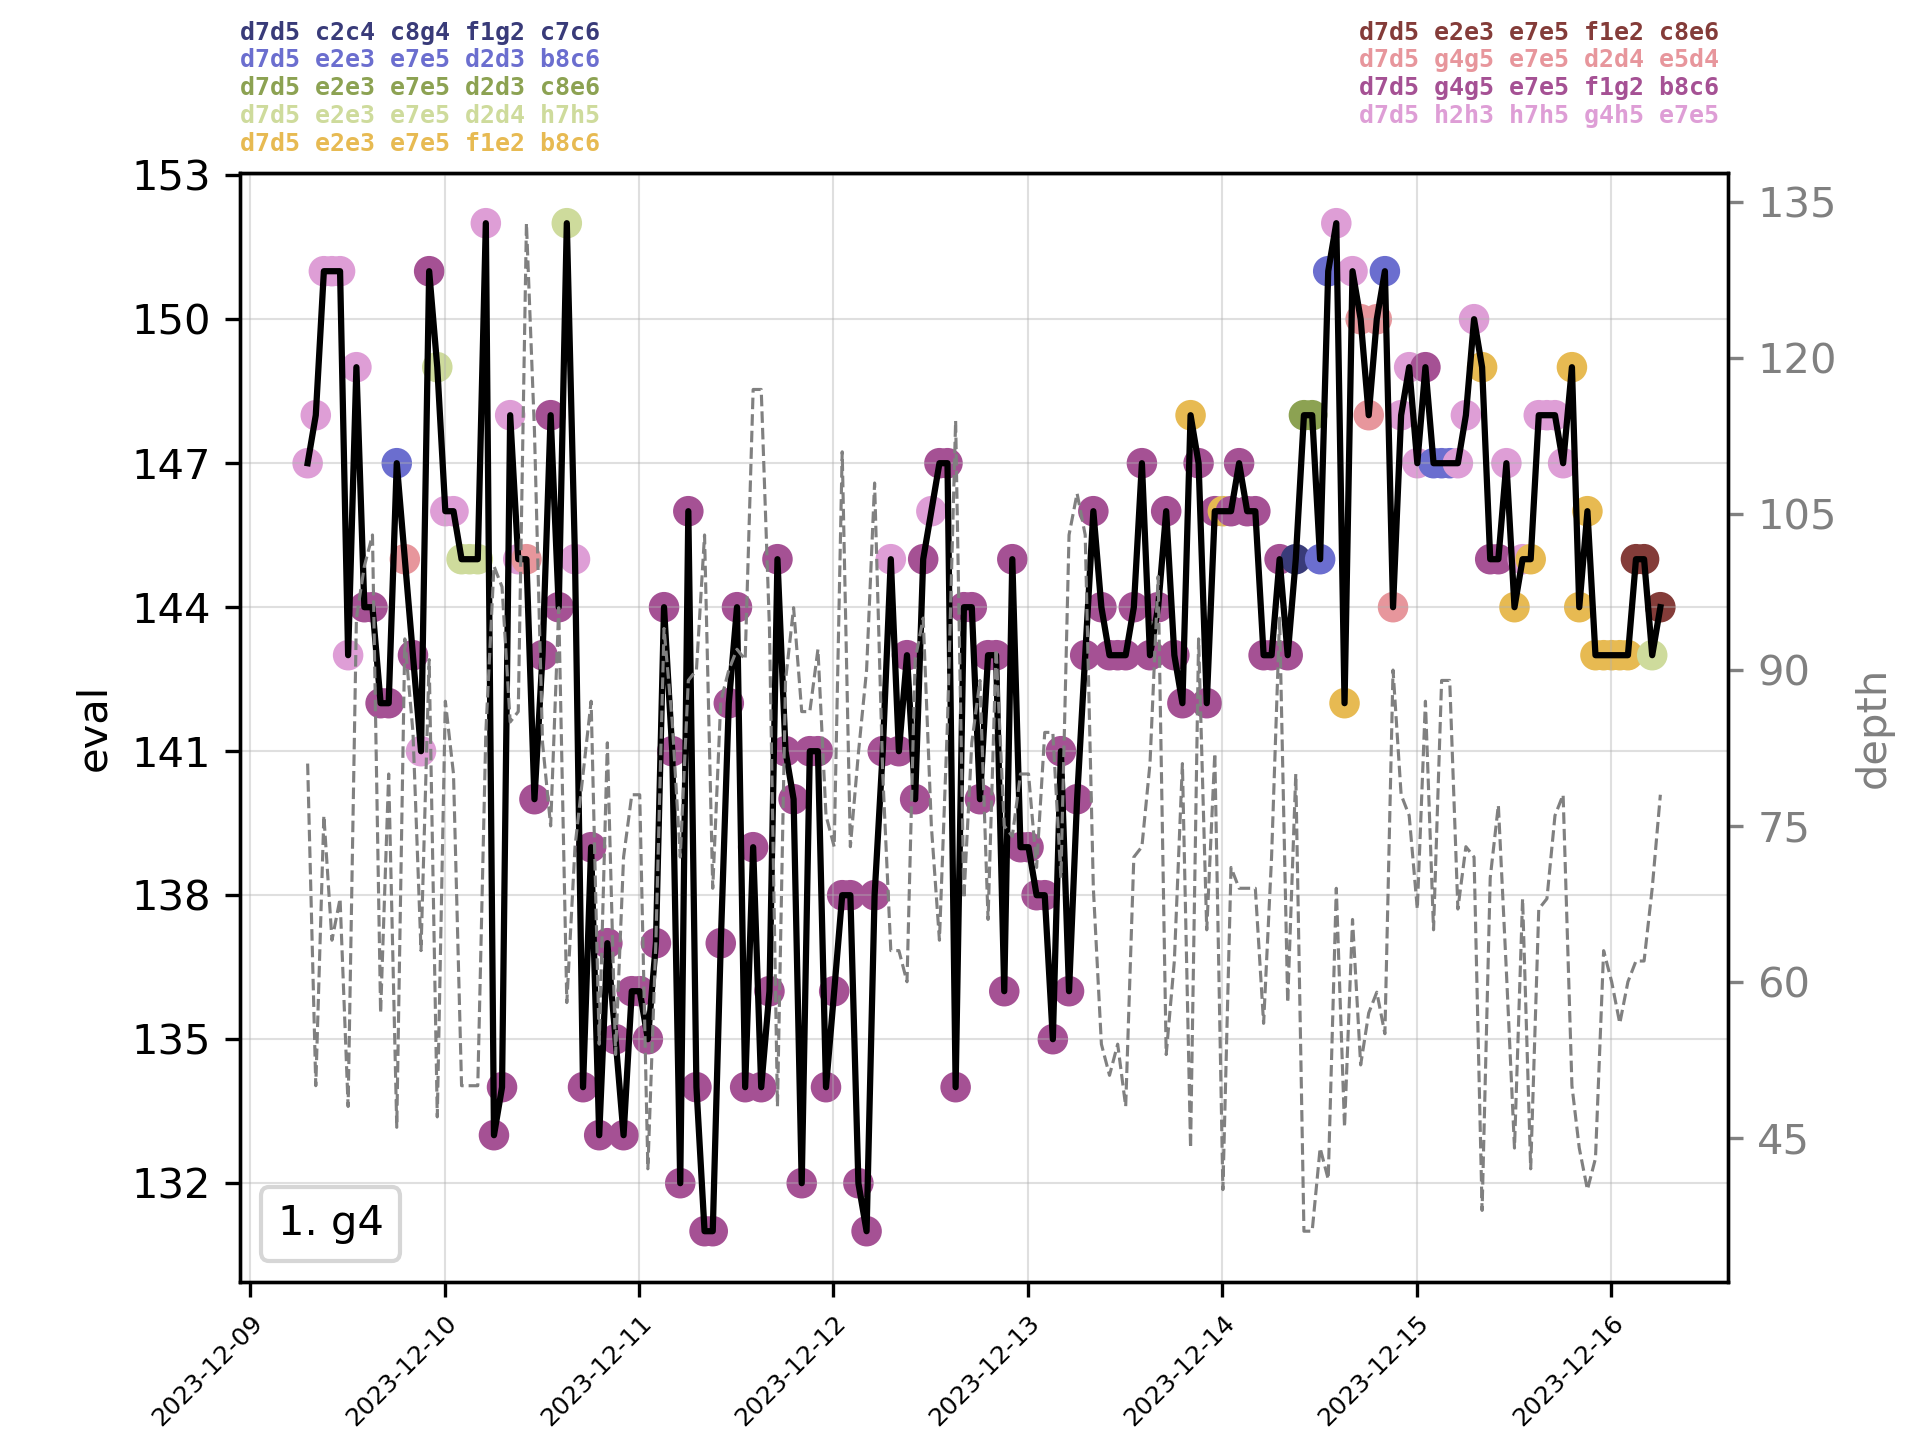 d7d5 c2c4 c8g4 f1g2 c7c6
d7d5 e2e3 e7e5 d2d3 b8c6
d7d5 e2e3 e7e5 d2d3 c8e6
d7d5 e2e3 e7e5 d2d4 h7h5
d7d5 e2e3 e7e5 f1e2 b8c6
d7d5 e2e3 e7e5 f1e2 c8e6
d7d5 g4g5 e7e5 d2d4 e5d4
d7d5 g4g5 e7e5 f1g2 b8c6
d7d5 h2h3 h7h5 g4h5 e7e5
153
150
147
144
141
138
135
132
eval
135
120
105
90
75
60
45
depth
1. g4
2023-12-09
2023-12-10
2023-12-11
2023-12-12
2023-12-13
2023-12-14
2023-12-15
2023-12-16